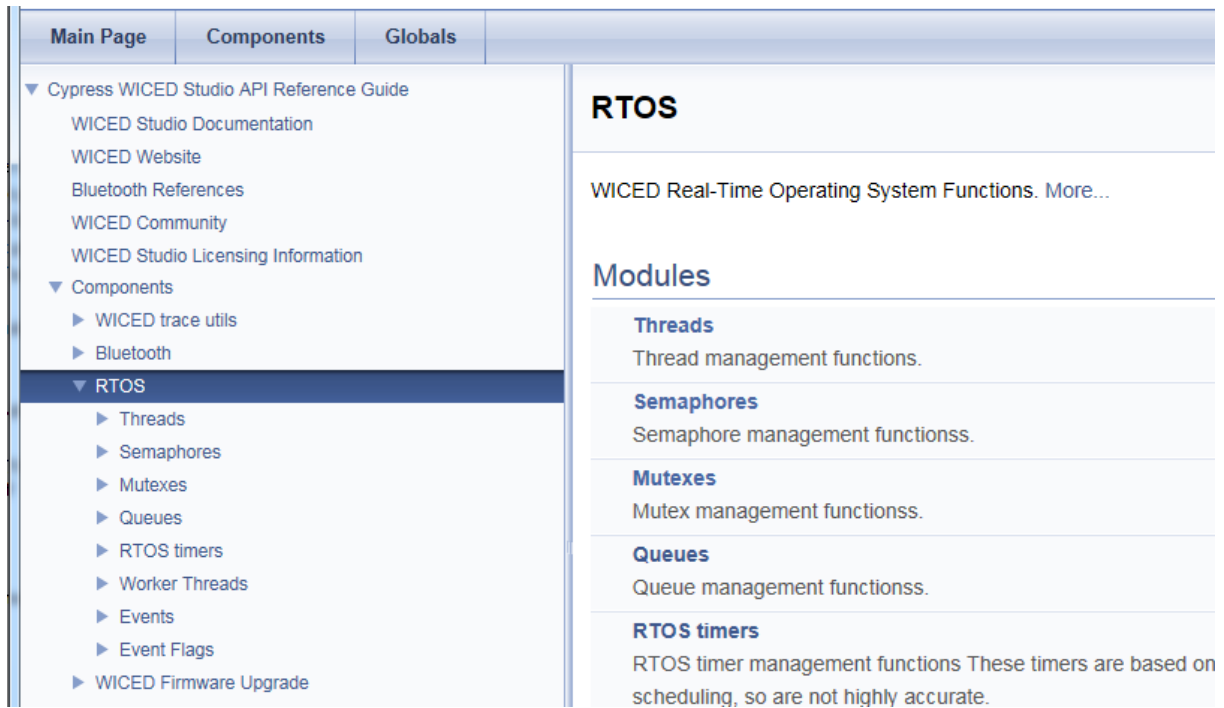 Main Page Components Globals
Cypress WICED Studio API Reference Guide
WICED Studio Documentation
WICED Website
Bluetooth References
WICED Community
WICED Studio Licensing Information
Components
WICED trace utils
Bluetooth
RTOS
Threads
Semaphores
Mutexes
Queues
RTOS timers
Worker Threads
Events
Event Flags
WICED Firmware Upgrade
RTOS
WICED Real-Time Operating System Functions. More...
Modules
Threads
Thread management functions.
Semaphores
Semaphore management functionss.
Mutexes
Mutex management functionss.
Queues
Queue management functionss.
RTOS timers
RTOS timer management functions These timers are based on
scheduling, so are not highly accurate.